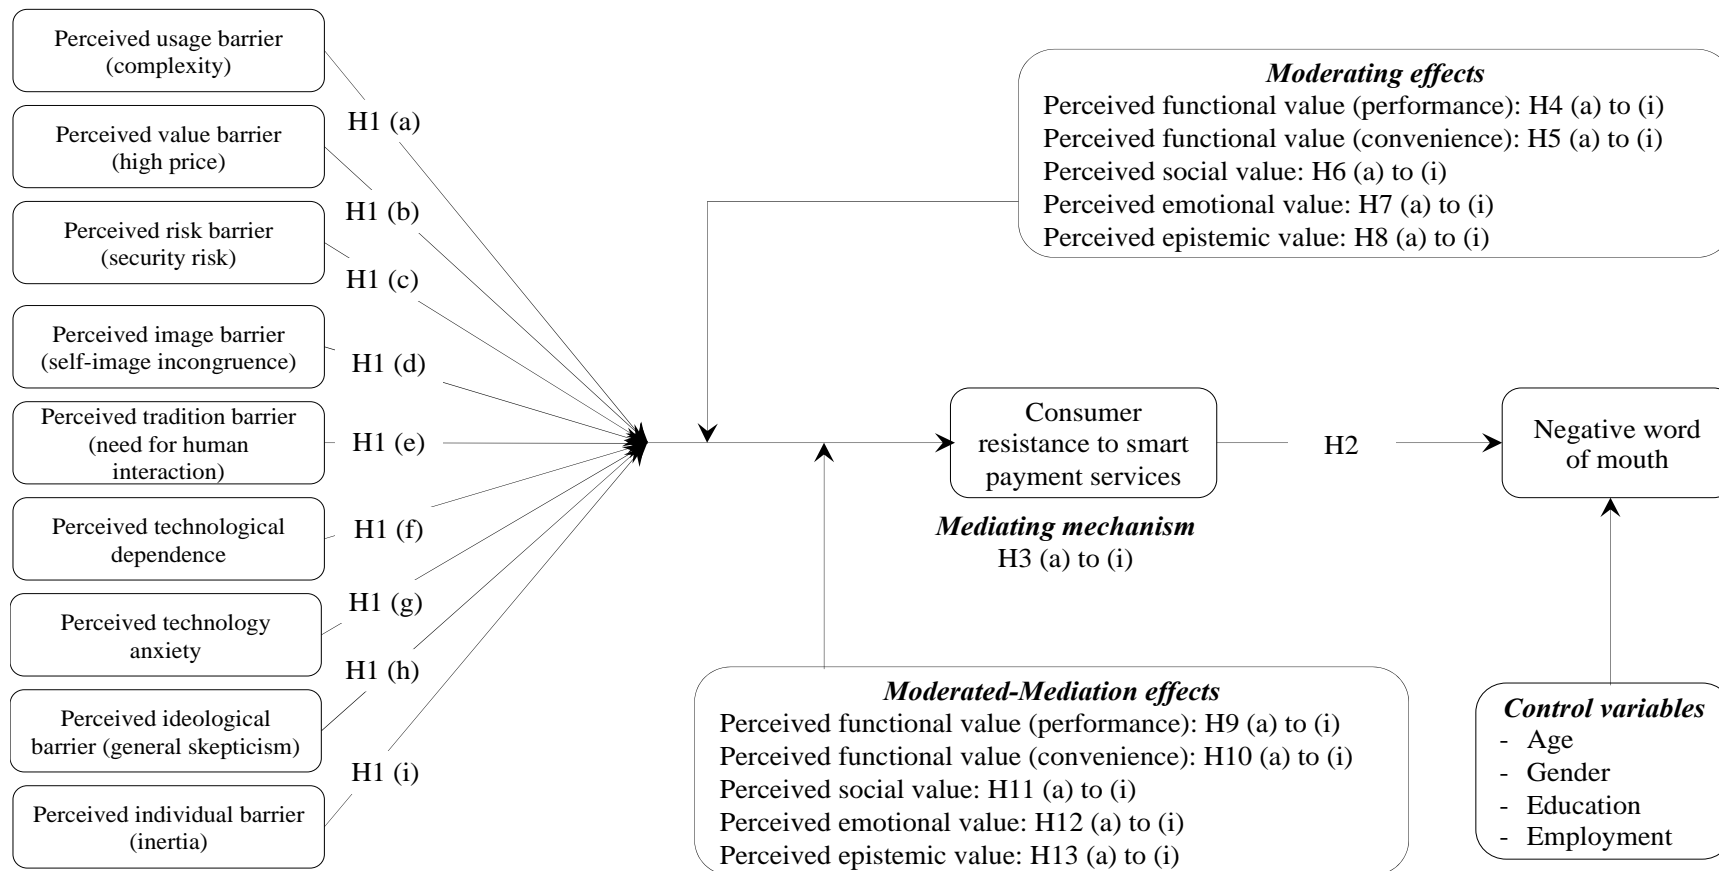 Perceived usage barrier
(complexity)
H1 (a)
Perceived value barrier
(high price)
H1 (b)
Perceived risk barrier
(security risk)
H1 (c)
Perceived image barrier
(self-image incongruence)
H1 (d)
Perceived tradition barrier
(need for human
interaction)
H1 (e)
Perceived technological
dependence
H1 (f)
Perceived technology
anxiety
H1 (g)
Perceived ideological
barrier (general skepticism)
H1 (h)
Perceived individual barrier
(inertia)
H1 (i)
Moderating effects
Perceived functional value (performance): H4 (a) to (i)
Perceived functional value (convenience): H5 (a) to (i)
Perceived social value: H6 (a) to (i)
Perceived emotional value: H7 (a) to (i)
Perceived epistemic value: H8 (a) to (i)
Consumer
resistance to smart
payment services
Mediating mechanism
H3 (a) to (i)
H2
Negative word
of mouth
Moderated-Mediation effects
Perceived functional value (performance): H9 (a) to (i)
Perceived functional value (convenience): H10 (a) to (i)
Perceived social value: H11 (a) to (i)
Perceived emotional value: H12 (a) to (i)
Perceived epistemic value: H13 (a) to (i)
Control variables
- Age
- Gender
- Education
- Employment